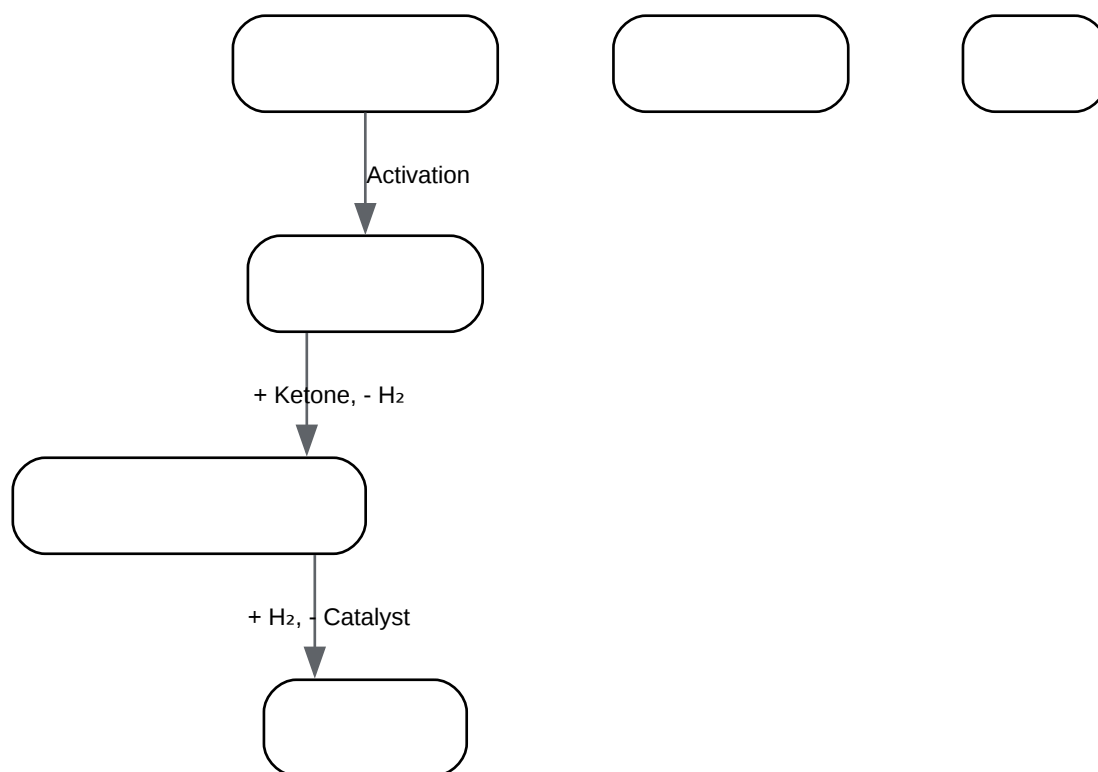 Activation
+ Ketone, - H₂
+ H₂, - Catalyst